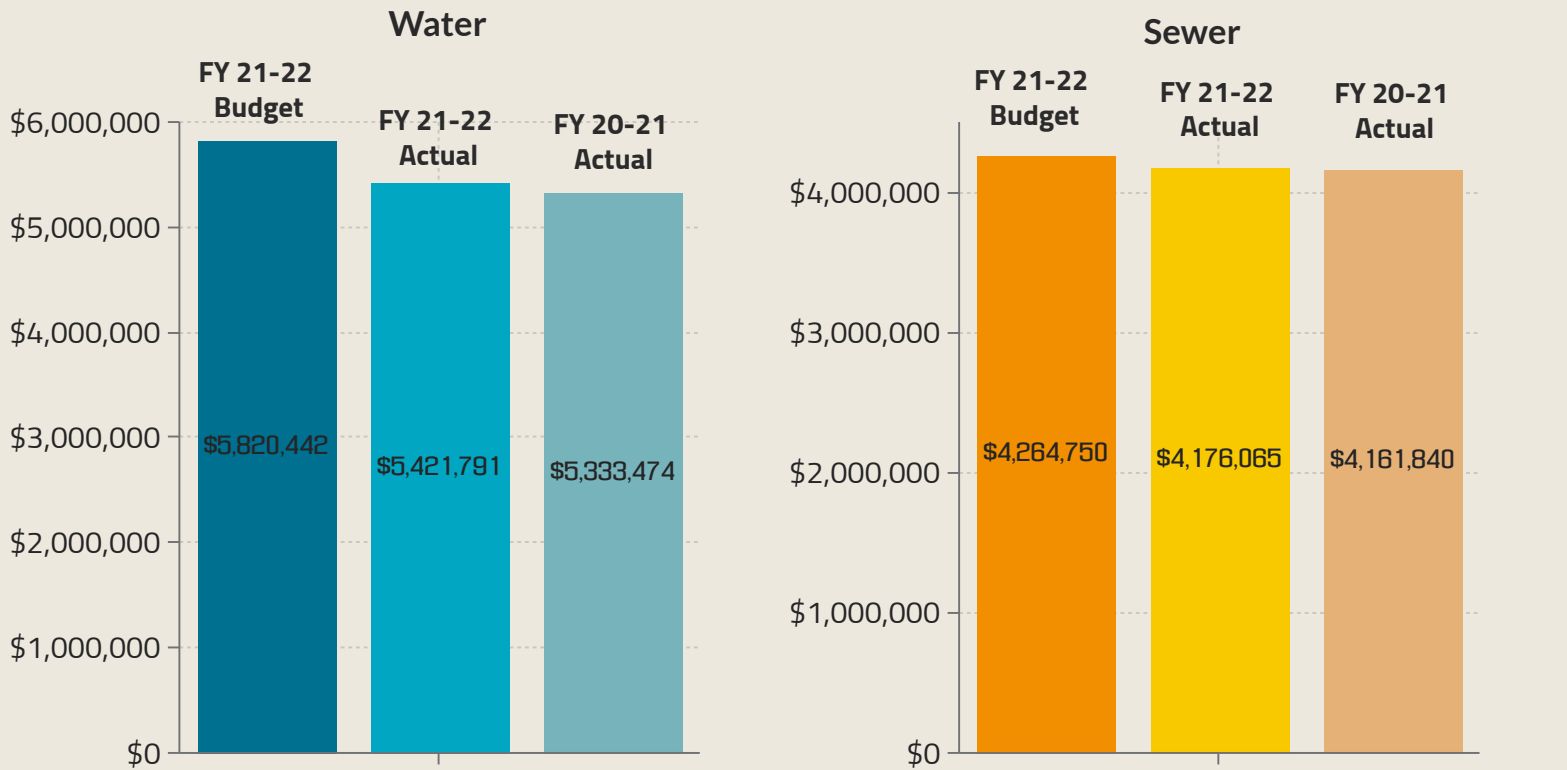 Water
FY 21-22
Budget
FY 21-22
Actual
FY 20-21
Actual
$6,000,000
$5,000,000
$4,000,000
$3,000,000
$2,000,000
$1,000,000
$0
$5,820,442
$5,421,791
$5,333,474
Sewer
FY 21-22
Budget
FY 21-22
Actual
FY 20-21
Actual
$4,000,000
$3,000,000
$2,000,000
$1,000,000
$0
$4,264,750
$4,176,065
$4,161,840